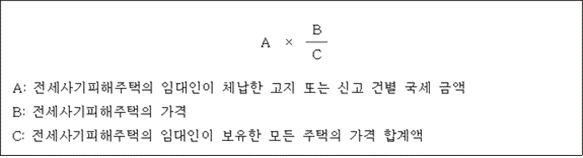 A × B
C
A: 전세사기피해주택의 임대인이 체납한 고지 또는 신고 건별 국세 금액
B: 전세사기피해주택의 가격
C: 전세사기피해주택의 임대인이 보유한 모든 주택의 가격 합계액